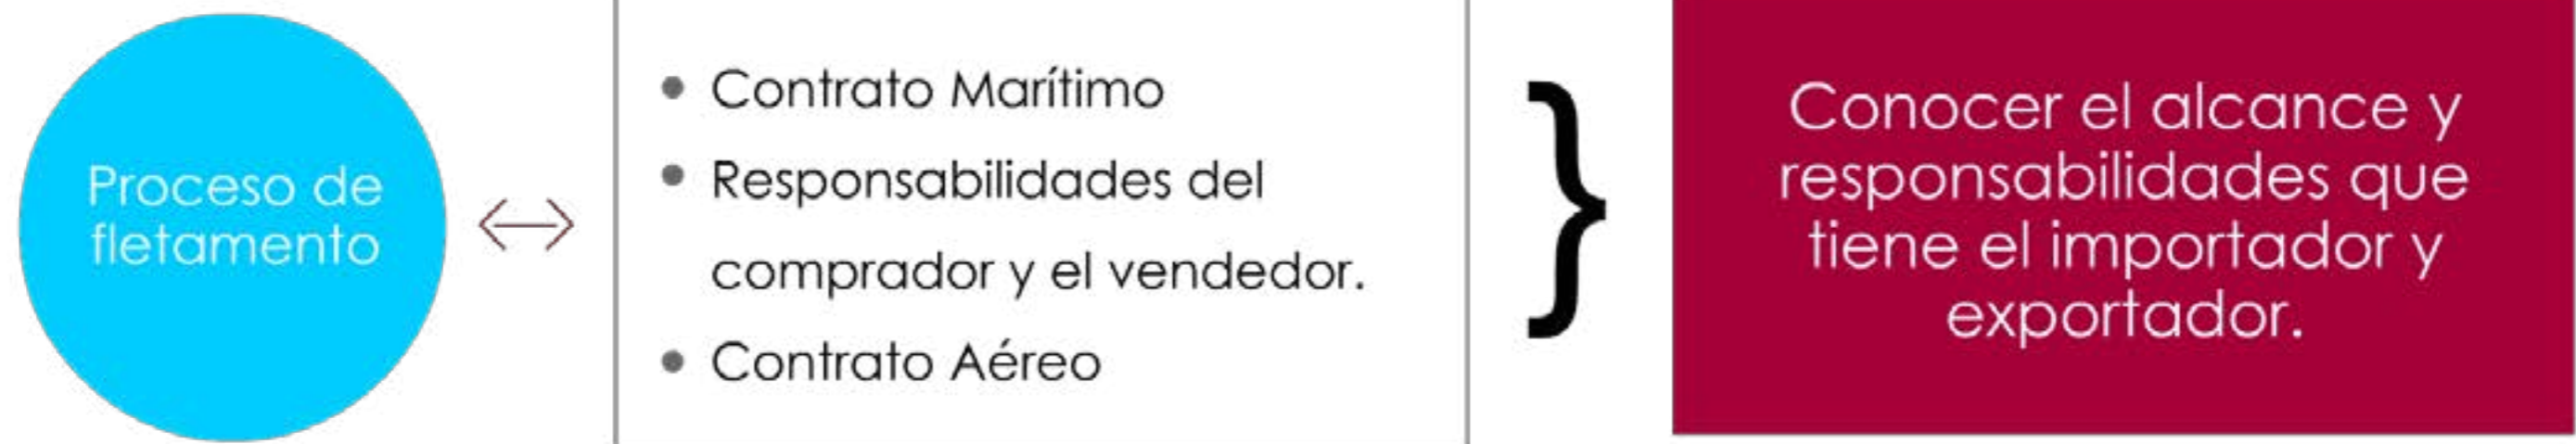 Proceso de
fletamento
• Contrato Marítimo
• Responsabilidades del
comprador y el vendedor.
• Contrato Aéreo
}
Conocer el alcance y
responsabilidades que
tiene el importador y
exportador.